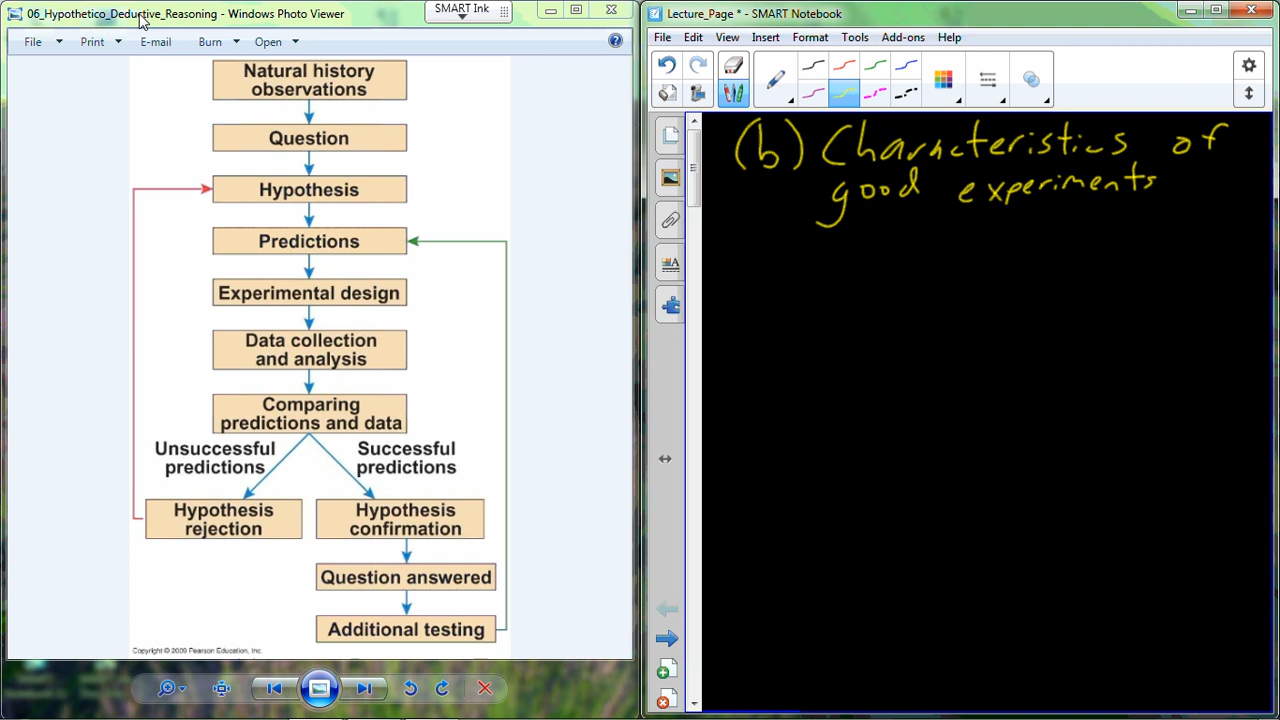 06_Hypothetico_Deductive_Reasoning - Windows Photo Viewer
SMART Ink
File Print E-mail Burn Open
Natural history
observations
Question
Hypothesis
Predictions
Experimental design
Data collection
and analysis
Comparing
predictions and data
Unsuccessful
predictions
Successful
predictions
Hypothesis
rejection
Hypothesis
confirmation
Question answered
Additional testing
Copyright © 2009 Pearson Education, Inc.
Lecture_Page * - SMART Notebook
File Edit View Insert Format Tools Add-ons Help
(b) Characteristics of
good experiments